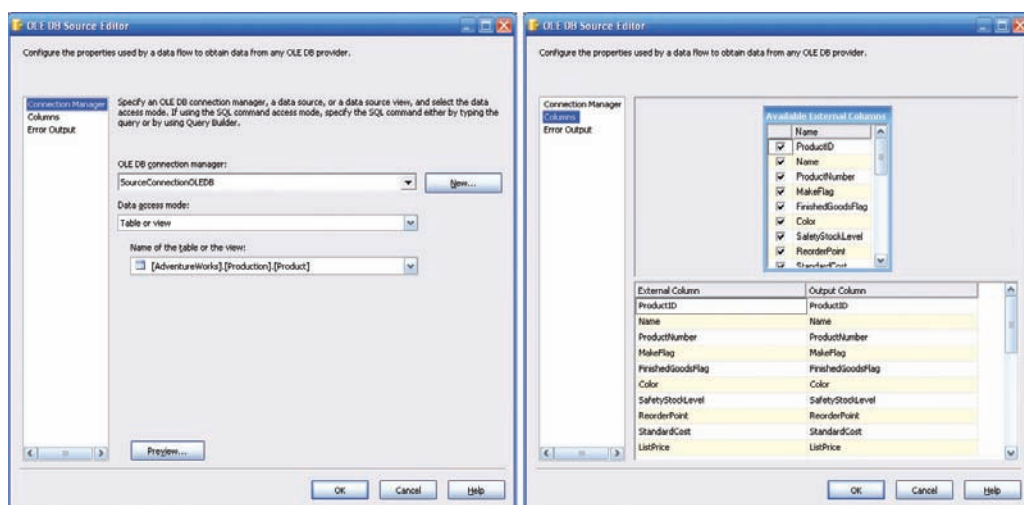 OLE DB Source Editor
Configure the properties used by a data flow to obtain data from any OLE DB provider.
Connection Manager
Columns
Error Output
Specify an OLE DB connection manager, a data source, or a data source view, and select the data
access mode. If using the SQL command access mode, specify the SQL command either by typing the
query or by using Query Builder.
OLE DB connection manager:
SourceConnectionOLEDB
New...
Data access mode:
Table or view
Name of the table or the view:
[AdventureWorks].[Production].[Product]
Preview...
OK Cancel Help
OLE DB Source Editor
Configure the properties used by a data flow to obtain data from any OLE DB provider.
Connection Manager
Columns
Error Output
Available External Columns
Name
ProductID
Name
ProductNumber
MakeFlag
FinishedGoodsFlag
Color
SafetyStockLevel
ReorderPoint
StandardCost
External Column Output Column
ProductID ProductID
Name Name
ProductNumber ProductNumber
MakeFlag MakeFlag
FinishedGoodsFlag FinishedGoodsFlag
Color Color
SafetyStockLevel SafetyStockLevel
ReorderPoint ReorderPoint
StandardCost StandardCost
ListPrice ListPrice
OK Cancel Help